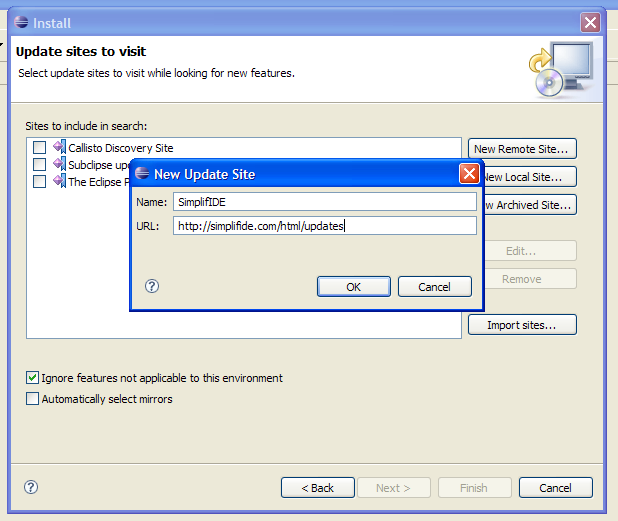 Install
Update sites to visit
Select update sites to visit while looking for new features.
Sites to include in search:
Callisto Discovery Site
Subclipse
The Eclipse
New Remote Site...
New Local Site...
Archived Site...
Edit...
Remove
Import sites...
New Update Site
Name: SimplifIDE
URL: http://simplifide.com/html/updates
? OK Cancel
Ignore features not applicable to this environment
Automatically select mirrors
? < Back Next > Finish Cancel